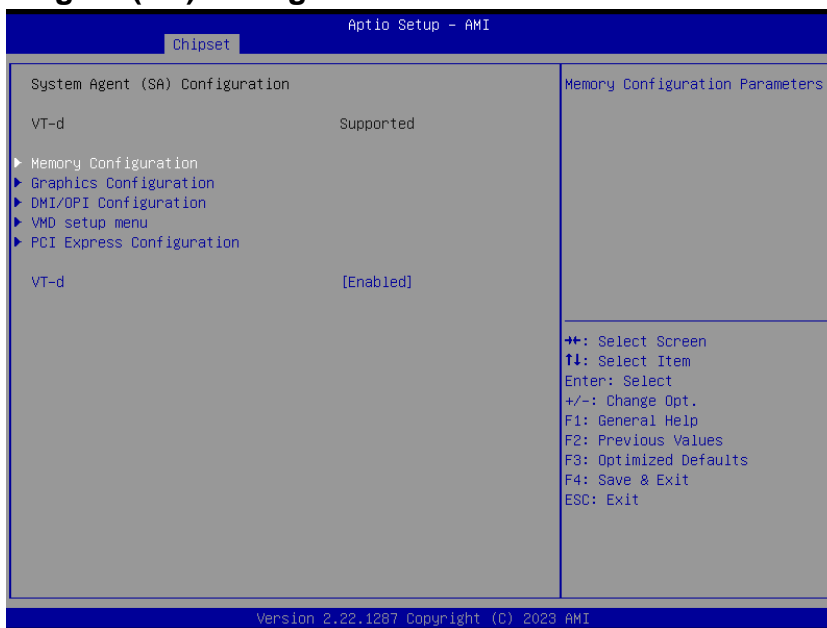 Aptio Setup – AMI
Chipset
System Agent (SA) Configuration
VT-d Supported
Memory Configuration
Graphics Configuration
DMI/OPI Configuration
VMD setup menu
PCI Express Configuration
VT-d [Enabled]
Memory Configuration Parameters
→←: Select Screen
↑↓: Select Item
Enter: Select
+/-: Change Opt.
F1: General Help
F2: Previous Values
F3: Optimized Defaults
F4: Save & Exit
ESC: Exit
Version 2.22.1287 Copyright (C) 2023 AMI